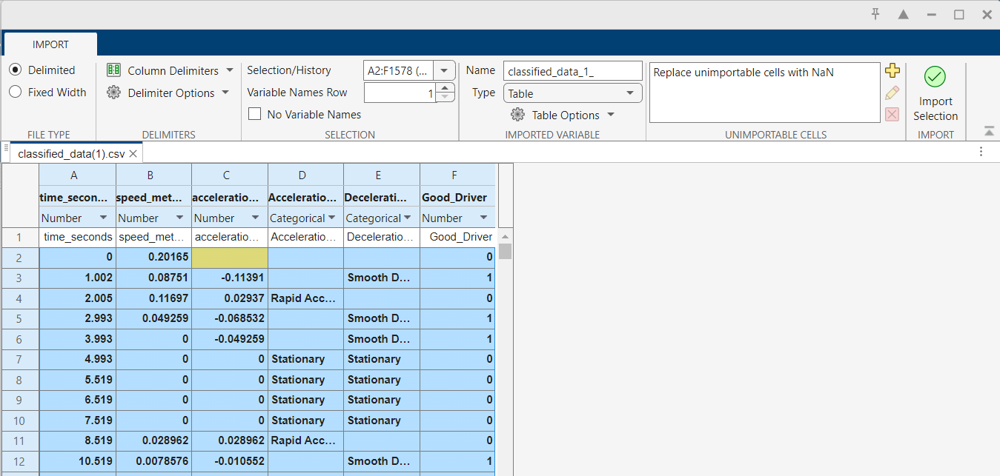 IMPORT
Delimited
Fixed Width
FILE TYPE
Column Delimiters
Delimiter Options
DELIMITERS
Selection/History A2:F1578 (...
Variable Names Row 1
No Variable Names
SELECTION
Name classified_data_1_
Type Table
Table Options
IMPORTED VARIABLE
Replace unimportable cells with NaN
UNIMPORTABLE CELLS
Import
Selection
IMPORT
classified_data(1).csv
A B C D E F
time_secon... speed_met... acceleratio... Acceleratio... Decelerati... Good_Driver
Number Number Number Categorical Categorical Number
1 time_seconds speed_met... acceleratio... Acceleratio... Deceleratio... Good_Driver
2 0 0.20165 0
3 1.002 0.08751 -0.11391 Smooth D... 1
4 2.005 0.11697 0.02937 Rapid Acc... 0
5 2.993 0.049259 -0.068532 Smooth D... 1
6 3.993 0 -0.049259 Smooth D... 1
7 4.993 0 0 Stationary Stationary 0
8 5.519 0 0 Stationary Stationary 0
9 6.519 0 0 Stationary Stationary 0
10 7.519 0 0 Stationary Stationary 0
11 8.519 0.028962 0.028962 Rapid Acc... 0
12 10.519 0.0078576 -0.010552 Smooth D... 1